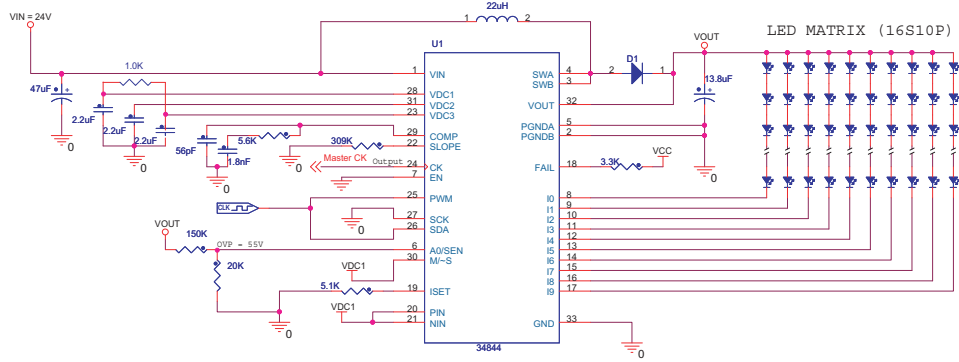 22uH
1 2
VIN = 24V
VOUT
LED MATRIX (16S10P)
U1
D1
1.0K
1 VIN
SWA 4
SWB 3
2 1
47uF
13.8uF
28 VDC1
31 VDC2
23 VDC3
VOUT 32
2.2uF
2.2uF
2.2uF
PGNDA 5
PGNDB 2
29 COMP
22 SLOPE
5.6K
309K
56pF
1.8nF
0
0
0
0
0
Master CK
Output
24 CK
7 EN
FAIL 18
3.3K
VCC
0
25 PWM
CLK
27 SCK
26 SDA
0
I0 8
I1 9
I2 10
I3 11
I4 12
I5 13
I6 14
I7 15
I8 16
I9 17
VOUT
150K
OVP = 55V
6 A0/SEN
30 M/~S
20K
VDC1
5.1K
19 ISET
VDC1
20 PIN
21 NIN
0
GND 33
0
34844